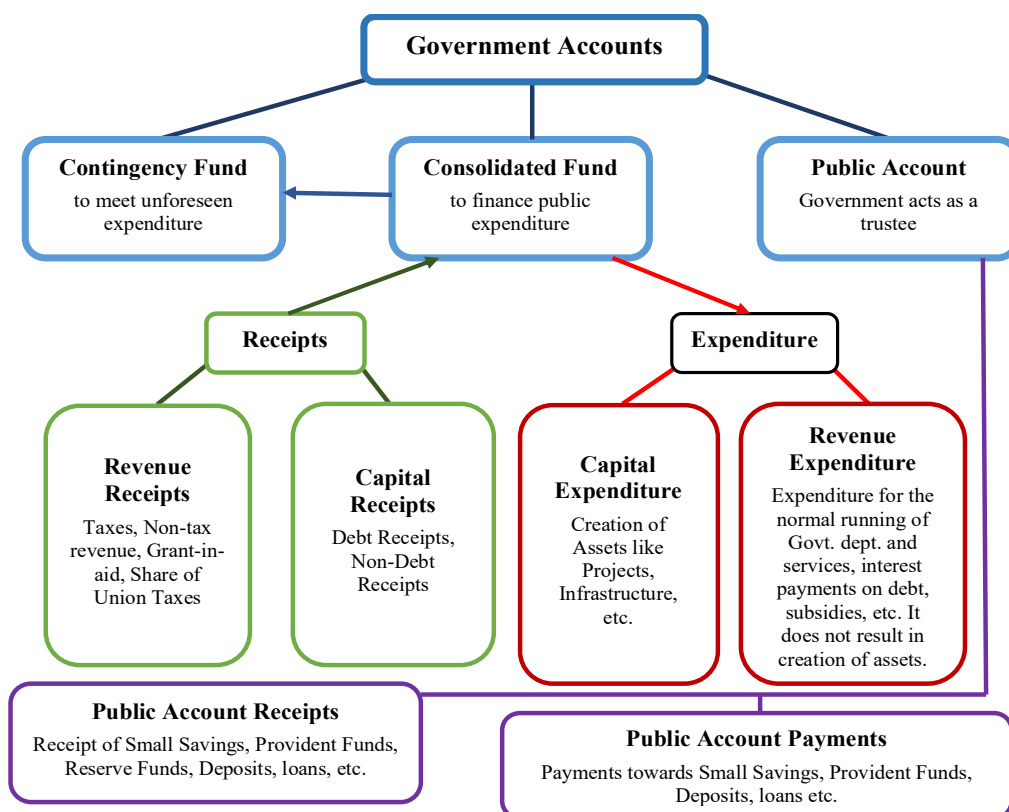 Government Accounts
Contingency Fund
to meet unforeseen
expenditure
Consolidated Fund
to finance public
expenditure
Public Account
Government acts as a
trustee
Receipts
Expenditure
Revenue
Receipts
Taxes, Non-tax
revenue, Grant-in-
aid, Share of
Union Taxes
Capital
Receipts
Debt Receipts,
Non-Debt
Receipts
Capital
Expenditure
Creation of
Assets like
Projects,
Infrastructure,
etc.
Revenue
Expenditure
Expenditure for the
normal running of
Govt. dept. and
services, interest
payments on debt,
subsidies, etc. It
does not result in
creation of assets.
Public Account Receipts
Receipt of Small Savings, Provident Funds,
Reserve Funds, Deposits, loans, etc.
Public Account Payments
Payments towards Small Savings, Provident Funds,
Deposits, loans etc.